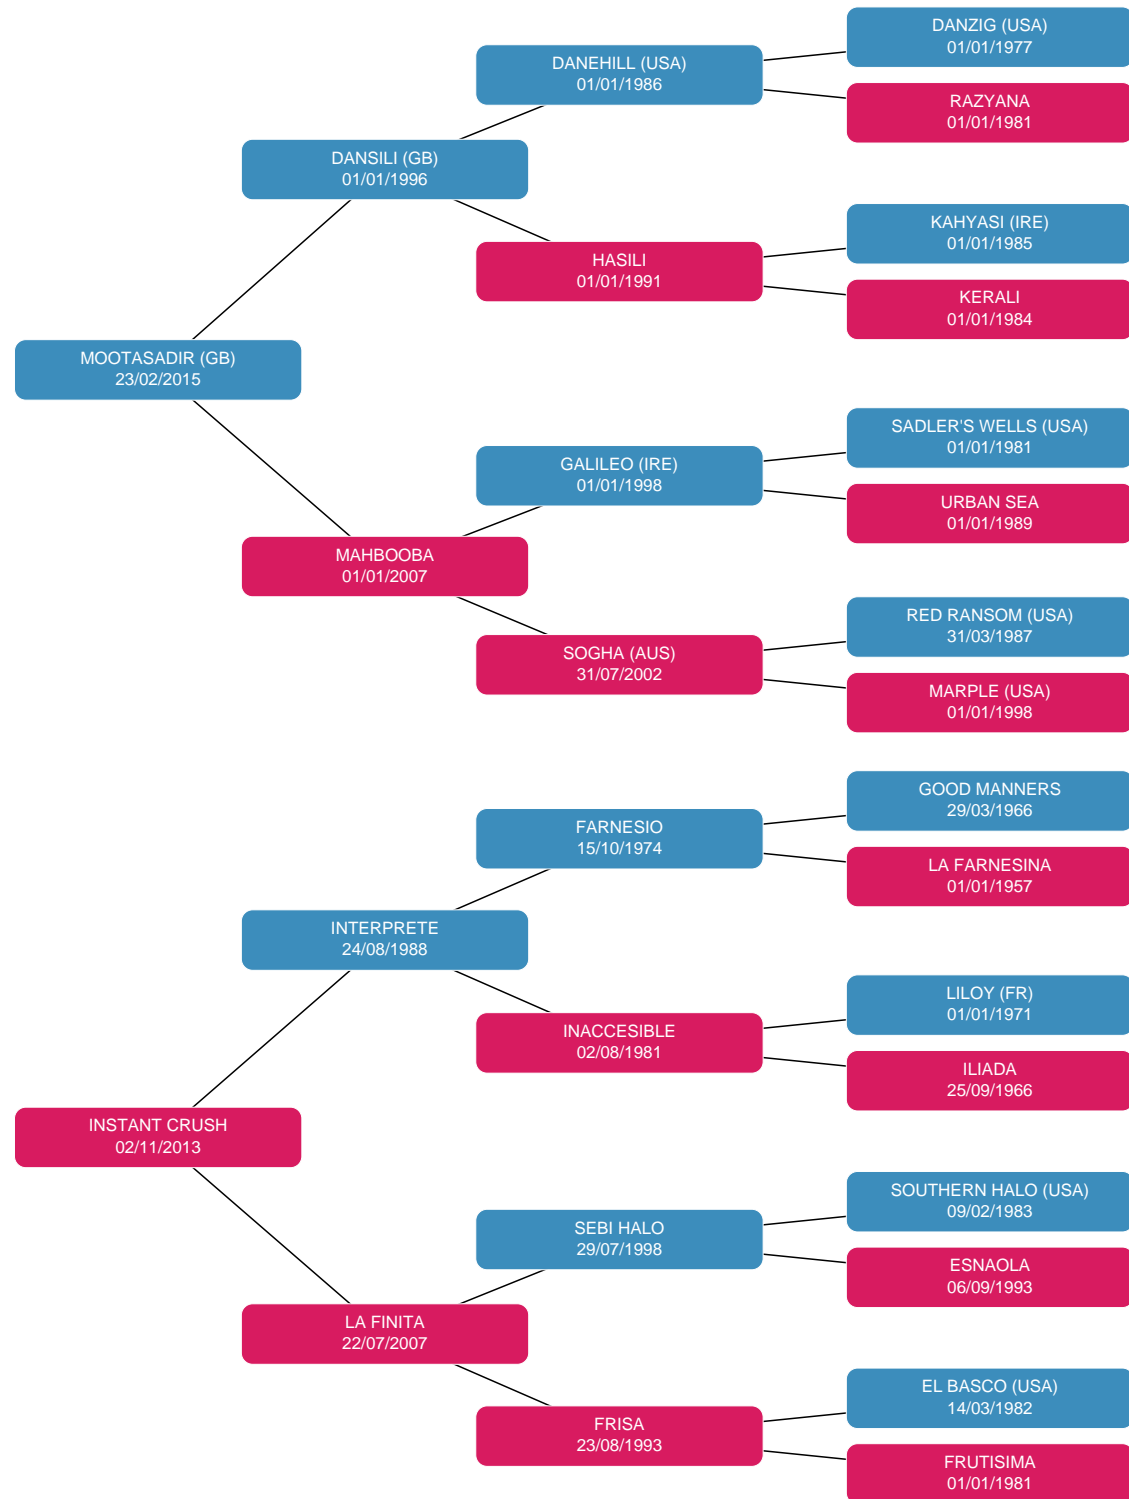 DANZIG (USA)
01/01/1977
DANEHILL (USA)
01/01/1986
RAZYANA
01/01/1981
DANSILI (GB)
01/01/1996
KAHYASI (IRE)
01/01/1985
HASILI
01/01/1991
KERALI
01/01/1984
MOOTASADIR (GB)
23/02/2015
SADLER'S WELLS (USA)
01/01/1981
GALILEO (IRE)
01/01/1998
URBAN SEA
01/01/1989
MAHBOOBA
01/01/2007
RED RANSOM (USA)
31/03/1987
SOGHA (AUS)
31/07/2002
MARPLE (USA)
01/01/1998
GOOD MANNERS
29/03/1966
FARNESIO
15/10/1974
LA FARNESINA
01/01/1957
INTERPRETE
24/08/1988
LILOY (FR)
01/01/1971
INACCESIBLE
02/08/1981
ILIADA
25/09/1966
INSTANT CRUSH
02/11/2013
SOUTHERN HALO (USA)
09/02/1983
SEBI HALO
29/07/1998
ESNAOLA
06/09/1993
LA FINITA
22/07/2007
EL BASCO (USA)
14/03/1982
FRISA
23/08/1993
FRUTISIMA
01/01/1981